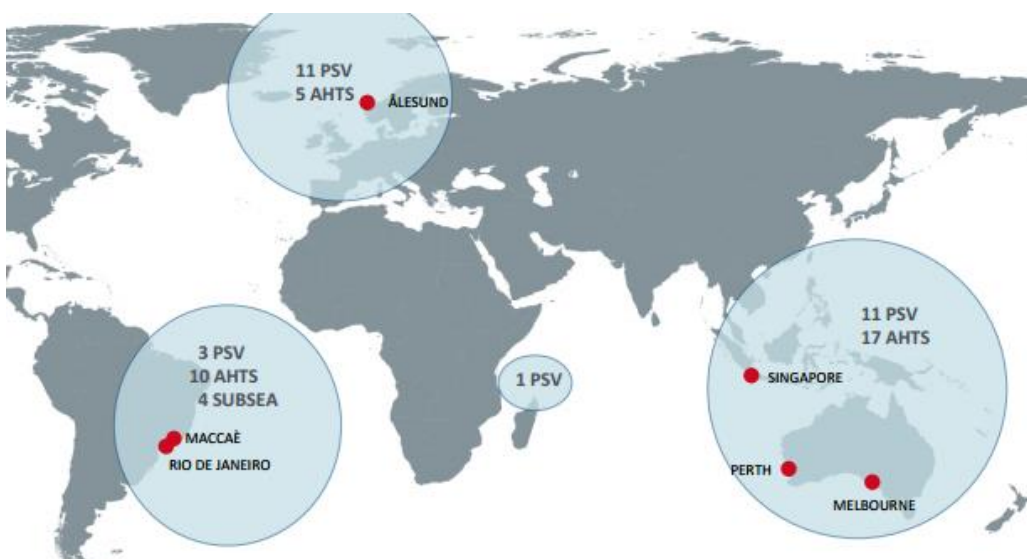 11 PSV
5 AHTS
ÅLESUND
3 PSV
10 AHTS
4 SUBSEA
MACCAÈ
RIO DE JANEIRO
1 PSV
11 PSV
17 AHTS
SINGAPORE
PERTH
MELBOURNE